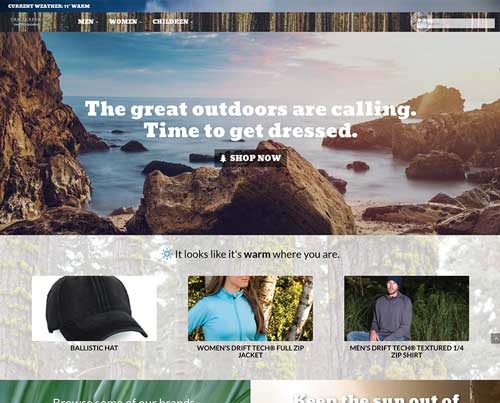 CURRENT WEATHER: 71° WARM
MEN
WOMEN
CHILDREN
The great outdoors are calling.
Time to get dressed.
SHOP NOW
It looks like it's warm where you are.
BALLISTIC HAT
WOMEN'S DRIFT TECH® FULL ZIP
JACKET
MEN'S DRIFT TECH® TEXTURED 1/4
ZIP SHIRT
Browse some of our brands
Keep the sun out of